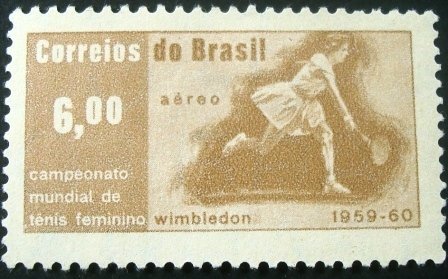 Correios do Brasil
6,00 aéreo
campeonato
mundial de
tênis feminino wimbledon 1959-60